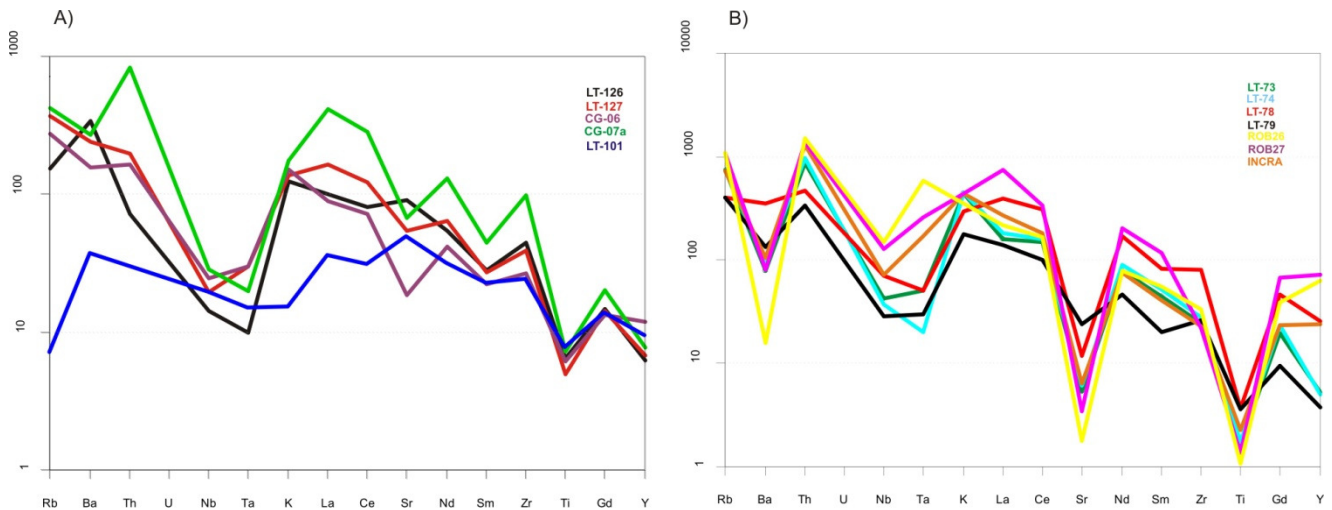 A)
1000
100
10
1
LT-126
LT-127
CG-06
CG-07a
LT-101
Rb Ba Th U Nb Ta K La Ce Sr Nd Sm Zr Ti Gd Y
B)
10000
1000
100
10
1
LT-73
LT-74
LT-78
LT-79
ROB26
ROB27
INCRA
Rb Ba Th U Nb Ta K La Ce Sr Nd Sm Zr Ti Gd Y